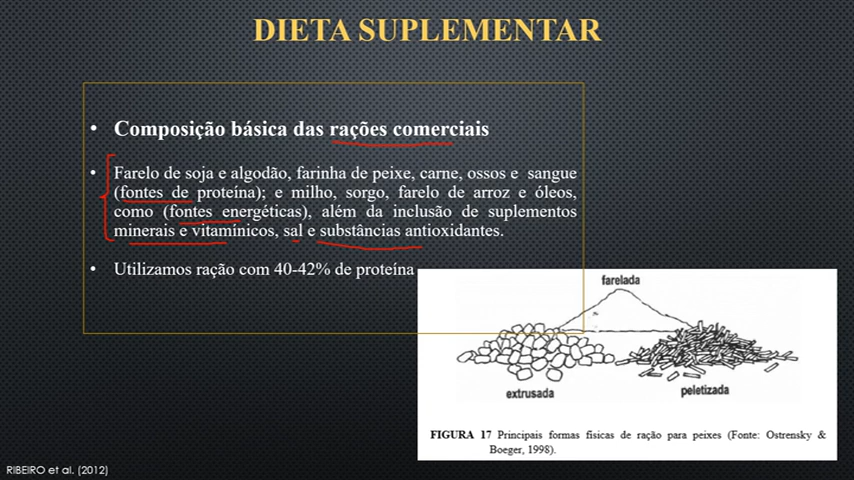 DIETA SUPLEMENTAR
• Composição básica das rações comerciais
• Farelo de soja e algodão, farinha de peixe, carne, ossos e sangue
(fontes de proteína); e milho, sorgo, farelo de arroz e óleos,
como (fontes energéticas), além da inclusão de suplementos
minerais e vitamínicos, sal e substâncias antioxidantes.
• Utilizamos ração com 40-42% de proteína
farelada
extrusada
peletizada
FIGURA 17 Principais formas físicas de ração para peixes (Fonte: Ostrensky &
Boeger, 1998).
RIBEIRO et al. (2012)